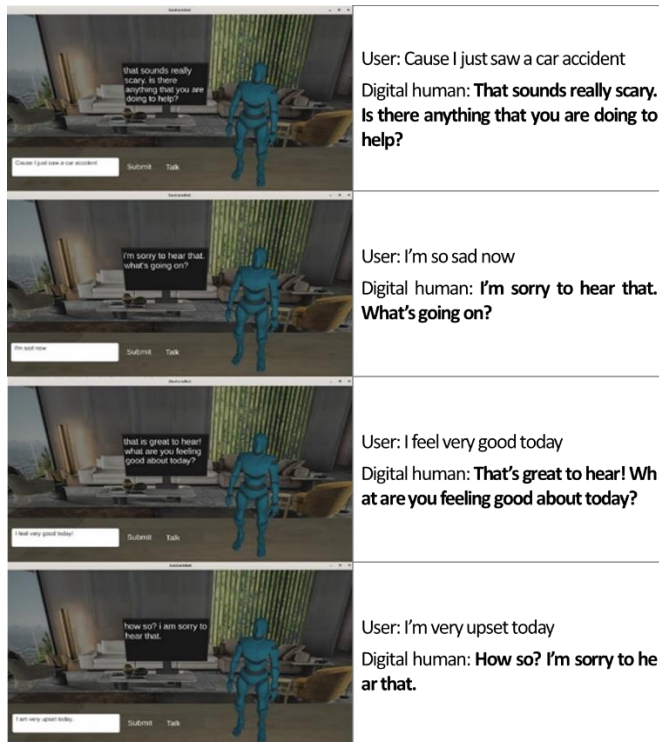 that sounds really
scary. is there
anything that you are
doing to help?
Cause I just saw a car accident
Submit Talk
User: Cause I just saw a car accident
Digital human: That sounds really scary.
Is there anything that you are doing to
help?
i'm sorry to hear that.
what's going on?
I'm sad now
Submit Talk
User: I'm so sad now
Digital human: I'm sorry to hear that.
What's going on?
that is great to hear!
what are you feeling
good about today?
I feel very good today!
Submit Talk
User: I feel very good today
Digital human: That's great to hear! Wh
at are you feeling good about today?
how so? i am sorry to
hear that.
I am very upset today.
Submit Talk
User: I'm very upset today
Digital human: How so? I'm sorry to he
ar that.